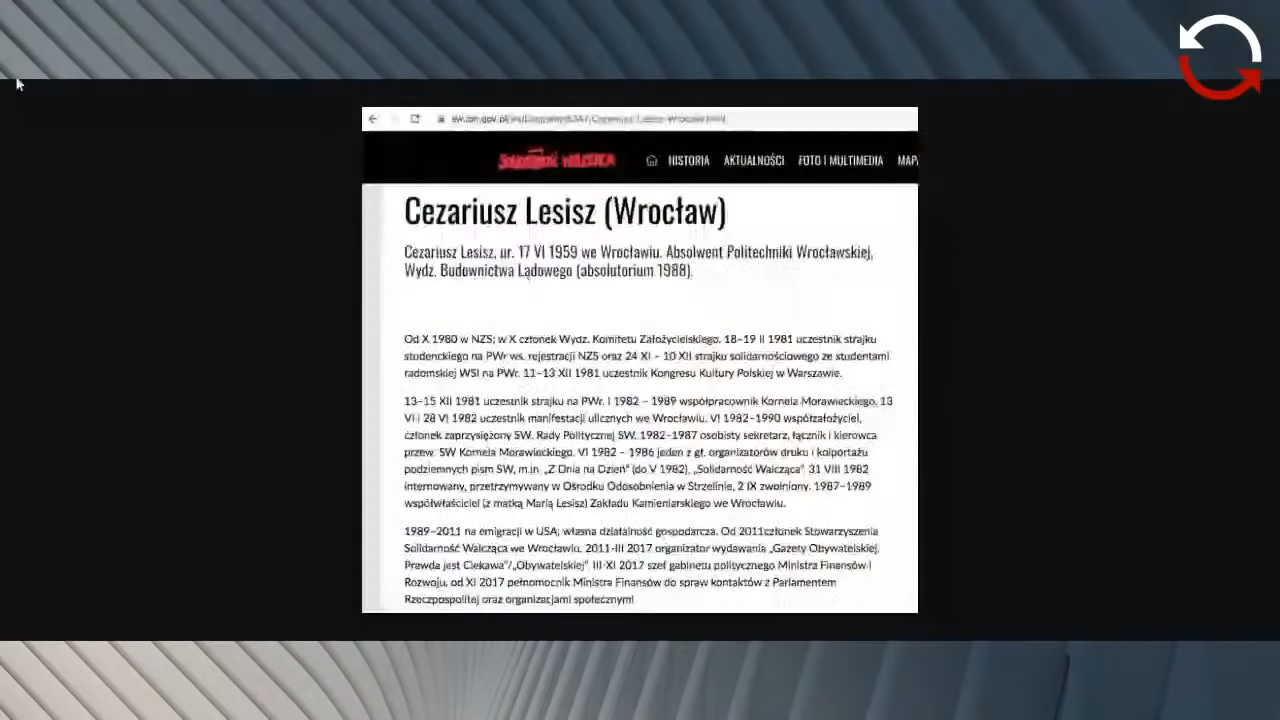 SOLIDARNOŚĆ WALCZĄCA
HISTORIA AKTUALNOŚCI FOTO I MULTIMEDIA MAPA
Cezariusz Lesisz (Wrocław)
Cezariusz Lesisz, ur. 17 VI 1959 we Wrocławiu. Absolwent Politechniki Wrocławskiej,
Wydz. Budownictwa Lądowego (absolutorium 1988).
Od X 1980 w NZS; w X członek Wydz. Komitetu Założycielskiego. 18–19 II 1981 uczestnik strajku
studenckiego na PWr ws. rejestracji NZS oraz 24 XI – 10 XII strajku solidarnościowego ze studentami
radomskiej WSI na PWr. 11–13 XII 1981 uczestnik Kongresu Kultury Polskiej w Warszawie.
13–15 XII 1981 uczestnik strajku na PWr. I 1982 – 1989 współpracownik Kornela Morawieckiego. 13
VI i 28 VI 1982 uczestnik manifestacji ulicznych we Wrocławiu. VI 1982–1990 współzałożyciel,
członek zaprzysiężony SW, Rady Politycznej SW. 1982–1987 osobisty sekretarz, łącznik i kierowca
przew. SW Kornela Morawieckiego. VI 1982 – 1986 jeden z gł. organizatorów druku i kolportażu
podziemnych pism SW, m.in. „Z Dnia na Dzień” (do V 1982), „Solidarność Walcząca” 31 VIII 1982
internowany, przetrzymywany w Ośrodku Odosobnienia w Strzelinie, 2 IX zwolniony. 1987–1989
współwłaściciel (z matką Marią Lesisz) Zakładu Kamieniarskiego we Wrocławiu.
1989–2011 na emigracji w USA; własna działalność gospodarcza. Od 2011członek Stowarzyszenia
Solidarność Walcząca we Wrocławiu. 2011-III 2017 organizator wydawania „Gazety Obywatelskiej,
Prawda jest Ciekawa”/„Obywatelskiej” III-XI 2017 szef gabinetu politycznego Ministra Finansów i
Rozwoju, od XI 2017 pełnomocnik Ministra Finansów do spraw kontaktów z Parlamentem
Rzeczpospolitej oraz organizacjami społecznymi